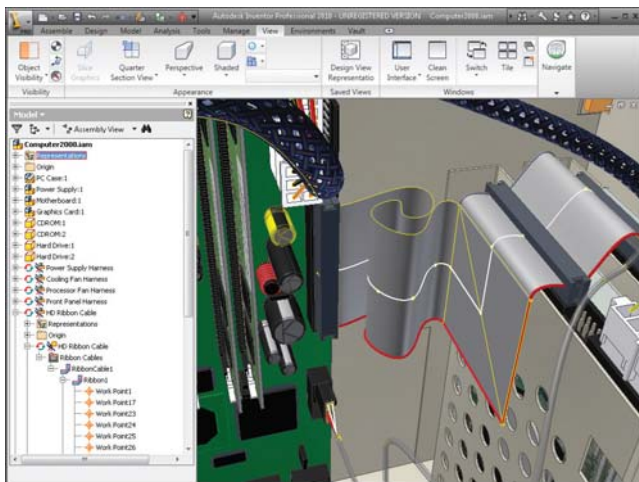 Autodesk Inventor Professional 2010 - UNREGISTERED VERSION Computer2008.iam
Assemble Design Model Analysis Tools Manage View Environments Vault
Object Visibility
Slice Graphics
Quarter Section View
Perspective
Shaded
Design View Representatio
User Interface
Clean Screen
Switch
Tile
Navigate
Visibility Appearance Saved Views Windows
Model
Assembly View
Computer2008.iam
Representations
Origin
PC Case:1
Power Supply:1
Motherboard:1
Graphics Card:1
CDROM:1
CDROM:2
Hard Drive:1
Hard Drive:2
Power Supply Harness
Cooling Fan Harness
Processor Fan Harness
Front Panel Harness
HD Ribbon Cable
Representations
Origin
HD Ribbon Cable
Ribbon Cables
RibbonCable1
Ribbon1
Work Point1
Work Point17
Work Point23
Work Point24
Work Point25
Work Point26